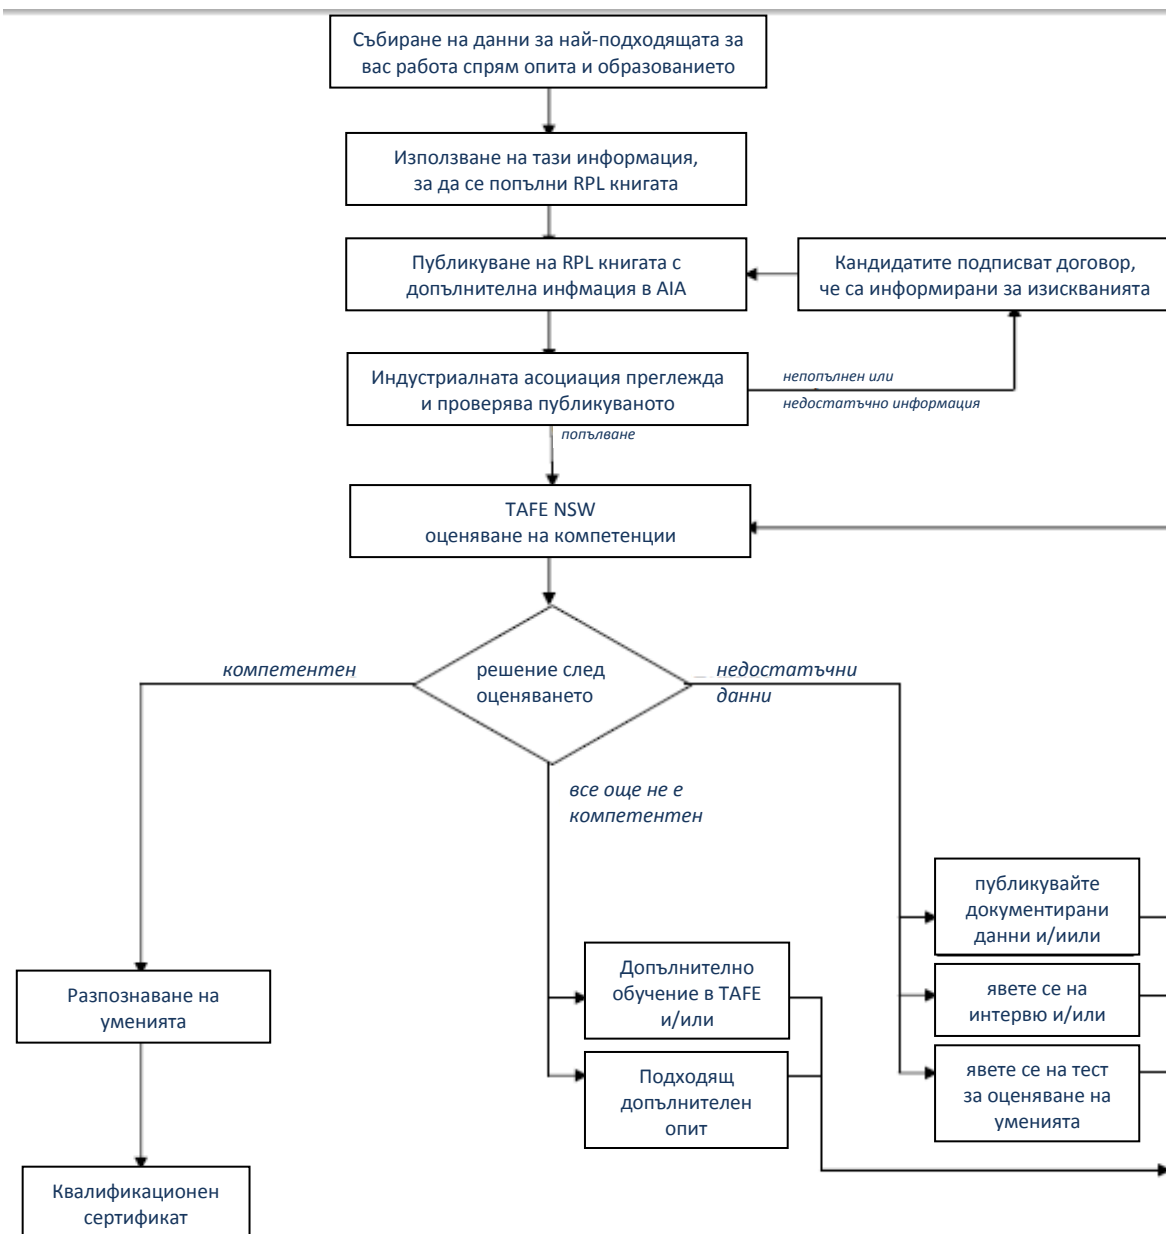 Събиране на данни за най-подходящата за
вас работа спрям опита и образованието
Използване на тази информация,
за да се попълни RPL книгата
Публикуване на RPL книгата с
допълнителна инфмация в AIA
Кандидатите подписват договор,
че са информирани за изискванията
Индустриалната асоциация преглежда
и проверява публикуваното
непопълнен или
недостатъчно информация
попълване
TAFE NSW
оценяване на компетенции
компетентен
решение след
оценяването
недостатъчни
данни
все още не е
компетентен
публикувайте
документирани
данни и/иили
Допълнително
обучение в TAFE
и/или
явете се на
интервю и/или
Разпознаване на
уменията
Подходящ
допълнителен
опит
явете се на тест
за оценяване на
уменията
Квалификационен
сертификат